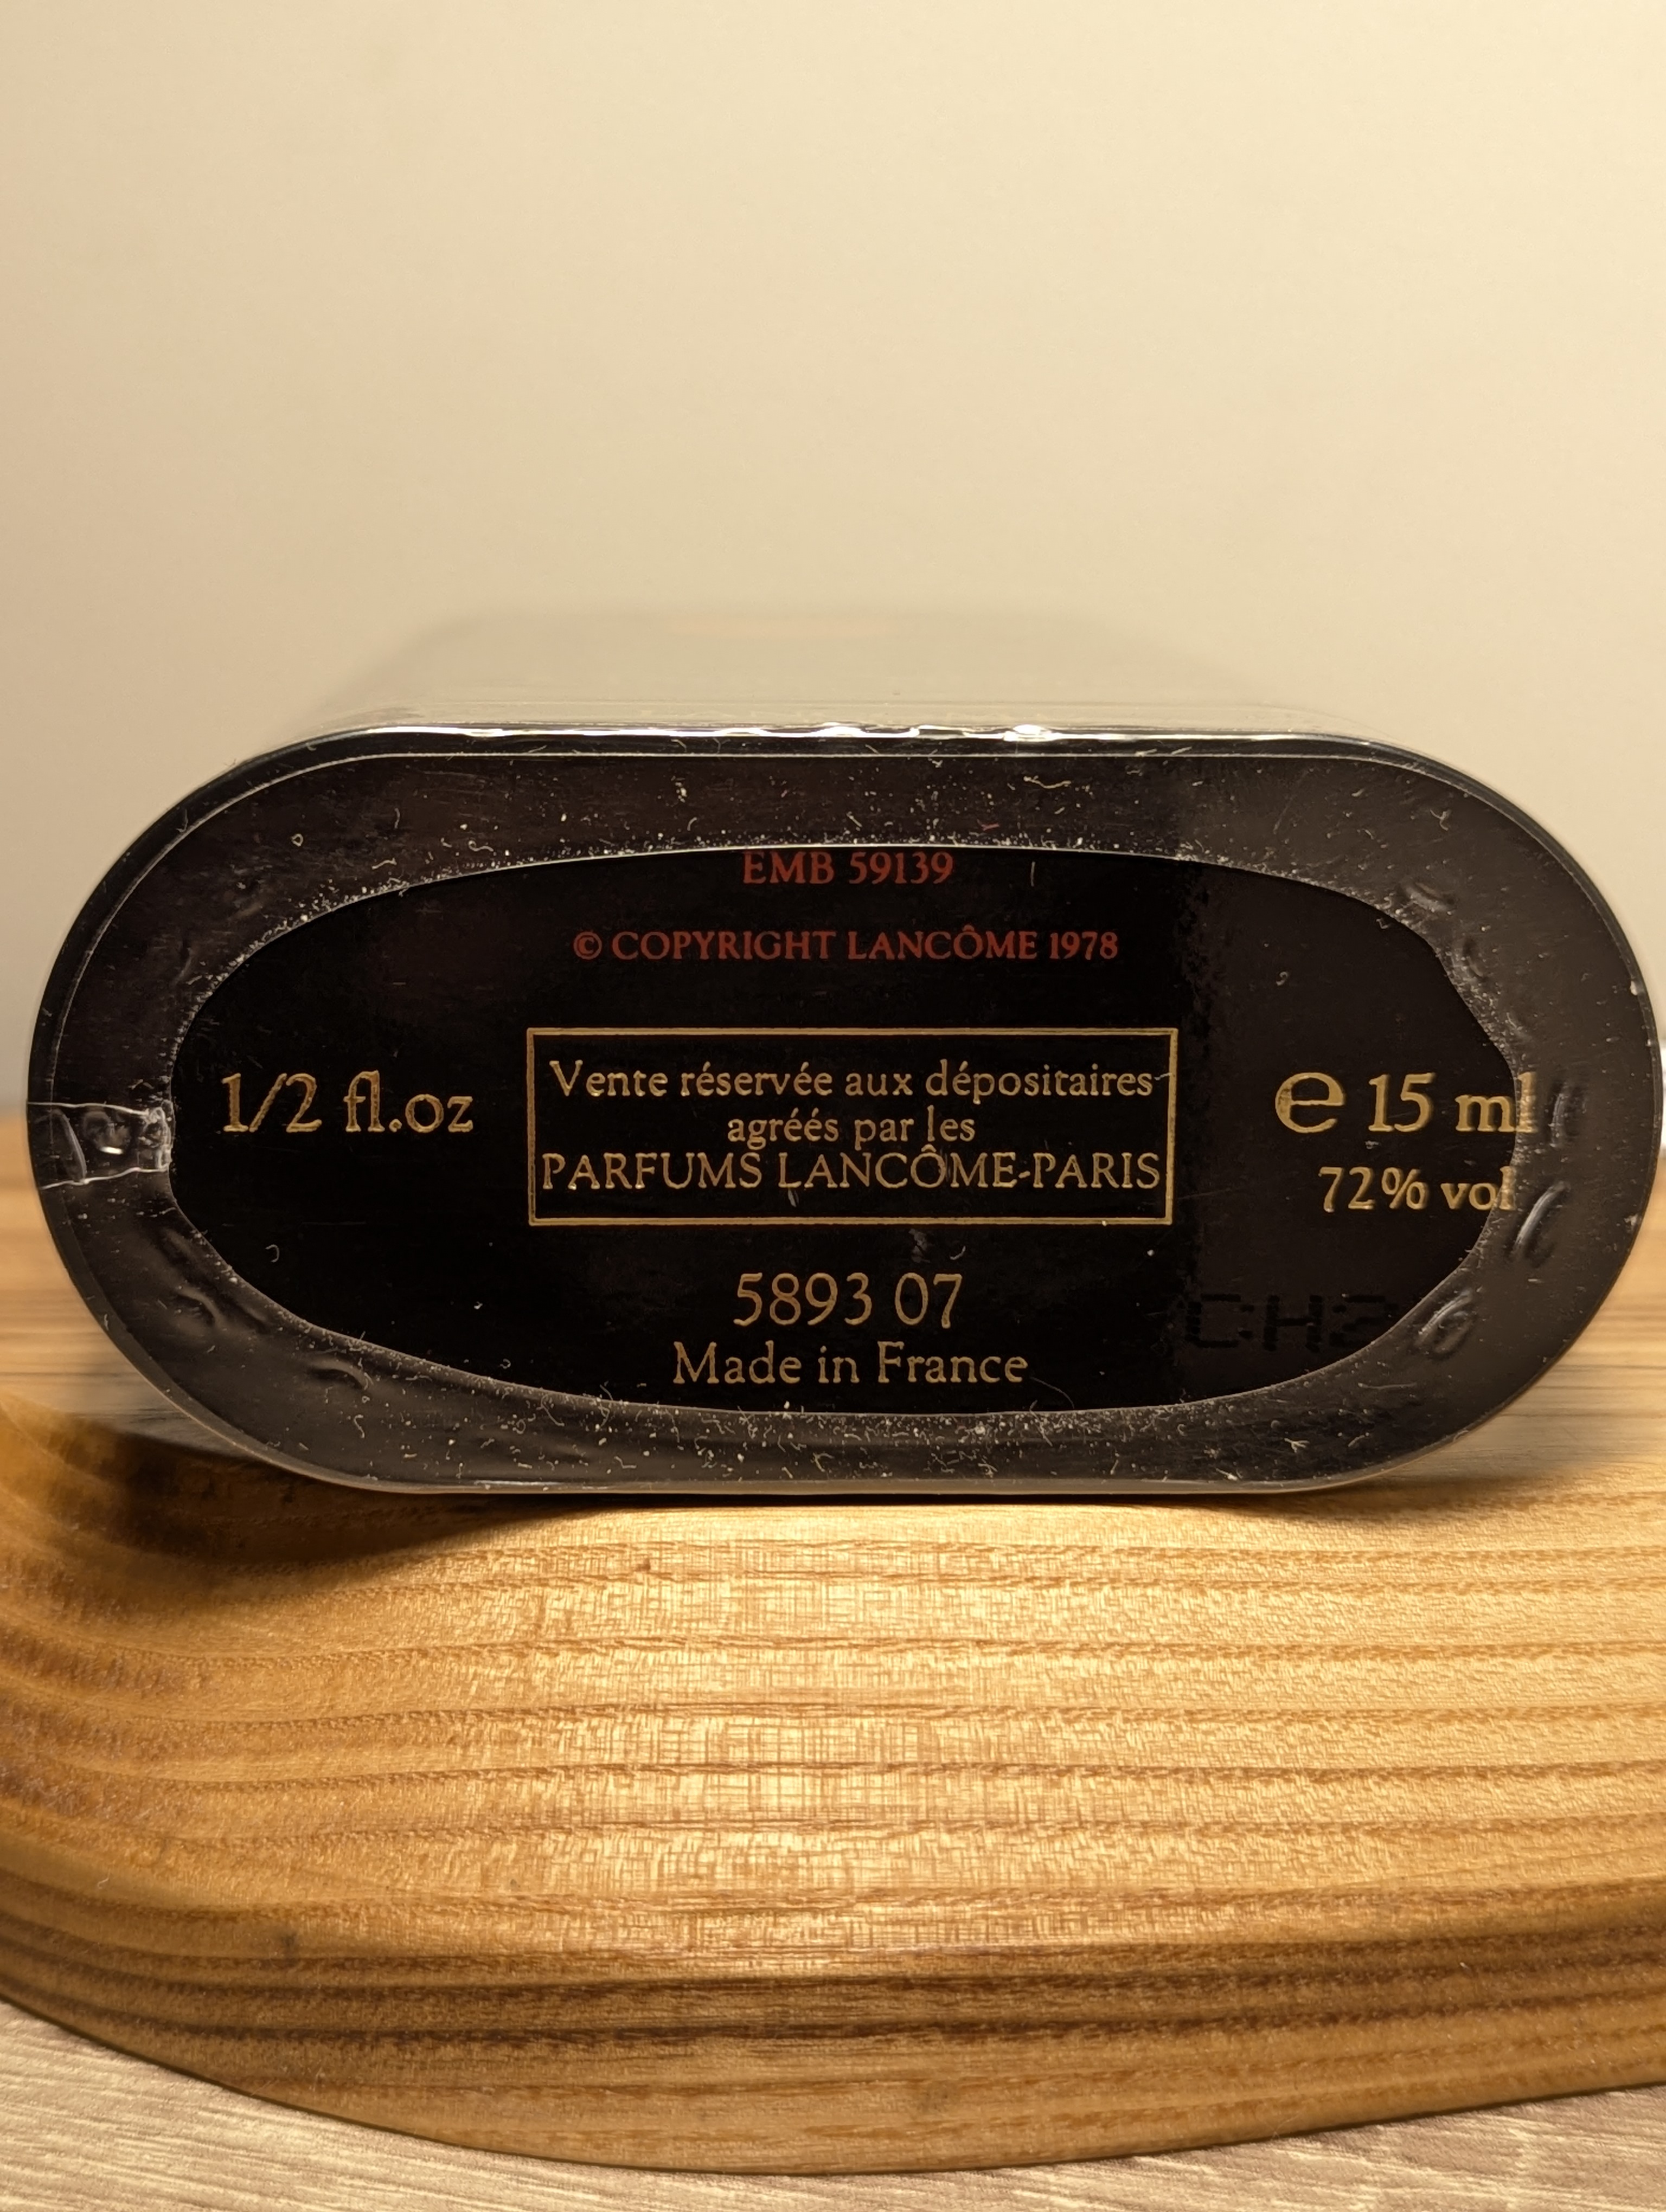 EMB 59139
© COPYRIGHT LANCÔME 1978
1/2 fl.oz
Vente réservée aux dépositaires
agréés par les
PARFUMS LANCÔME-PARIS
℮ 15 ml
72% vol
5893 07
Made in France